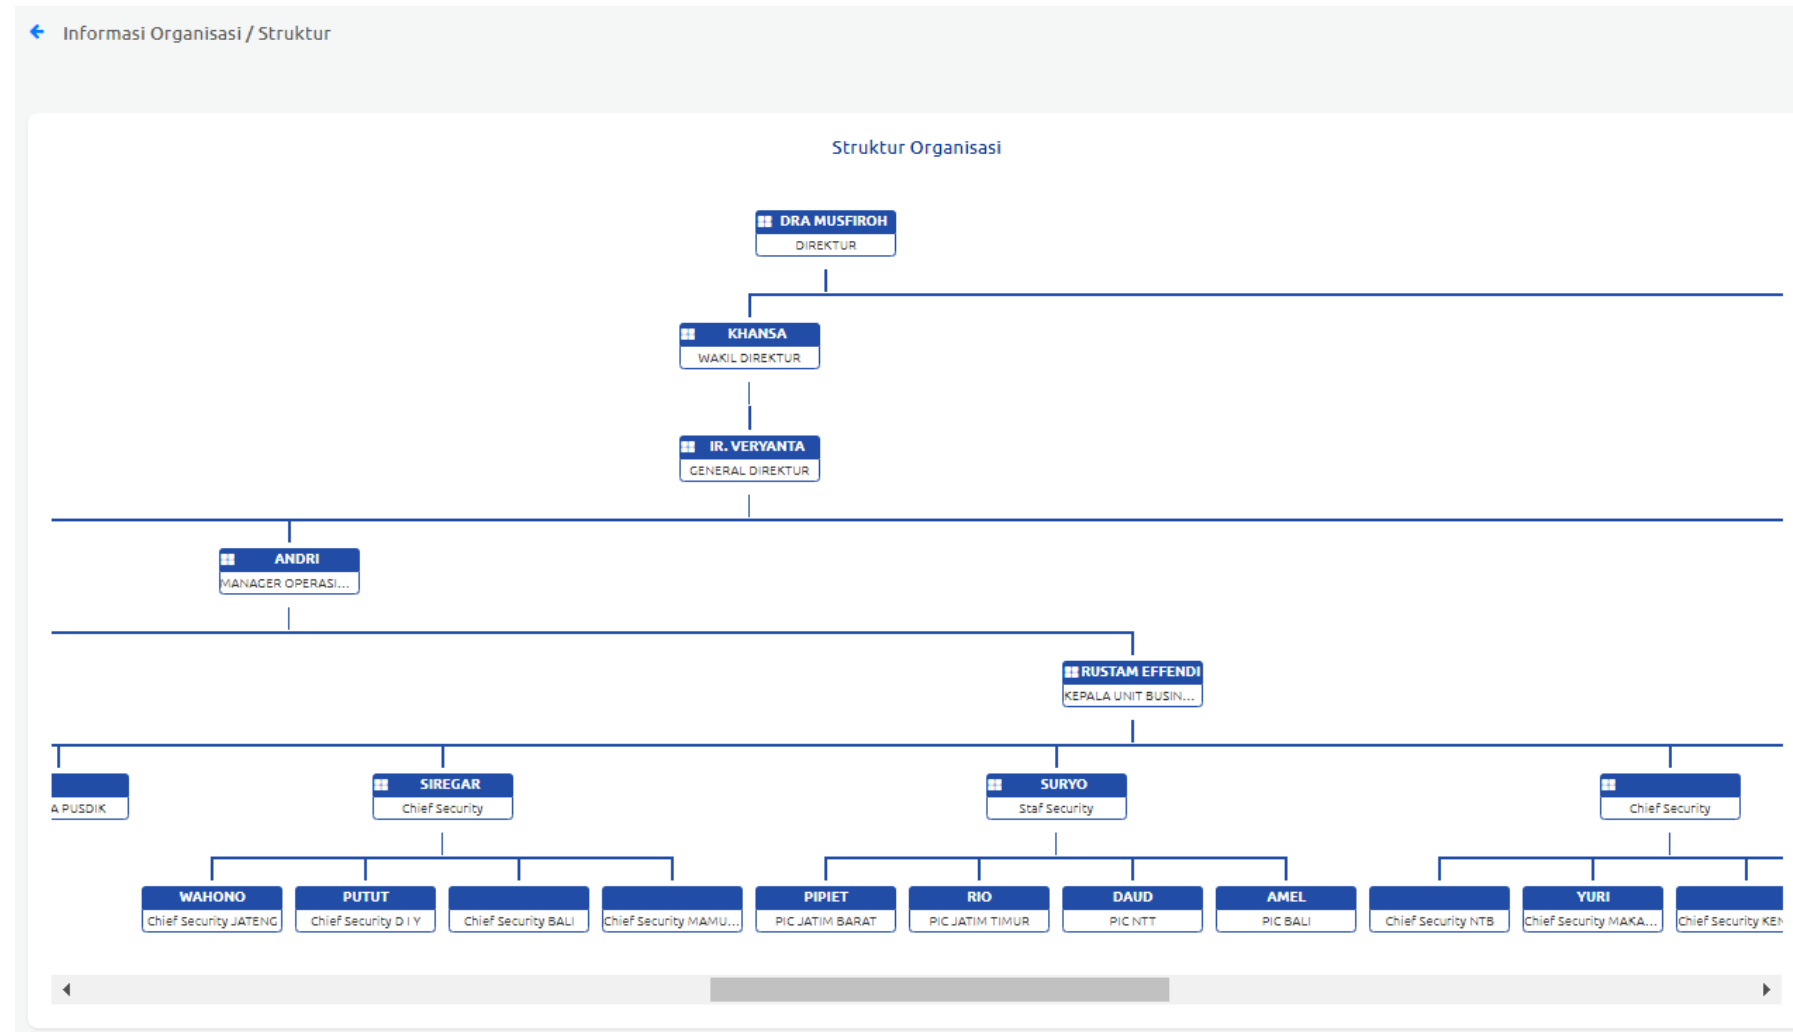 Informasi Organisasi / Struktur
Struktur Organisasi
DRA MUSFIROH
DIREKTUR
KHANSA
WAKIL DIREKTUR
IR. VERYANTA
GENERAL DIREKTUR
ANDRI
MANAGER OPERASI...
RUSTAM EFFENDI
KEPALA UNIT BUSIN...
A PUSDIK
SIREGAR
Chief Security
SURYO
Staf Security
Chief Security
WAHONO
Chief Security JATENG
PUTUT
Chief Security D I Y
Chief Security BALI
Chief Security MAMU...
PIPIET
PIC JATIM BARAT
RIO
PIC JATIM TIMUR
DAUD
PIC NTT
AMEL
PIC BALI
Chief Security NTB
YURI
Chief Security MAKA...
Chief Security KEN